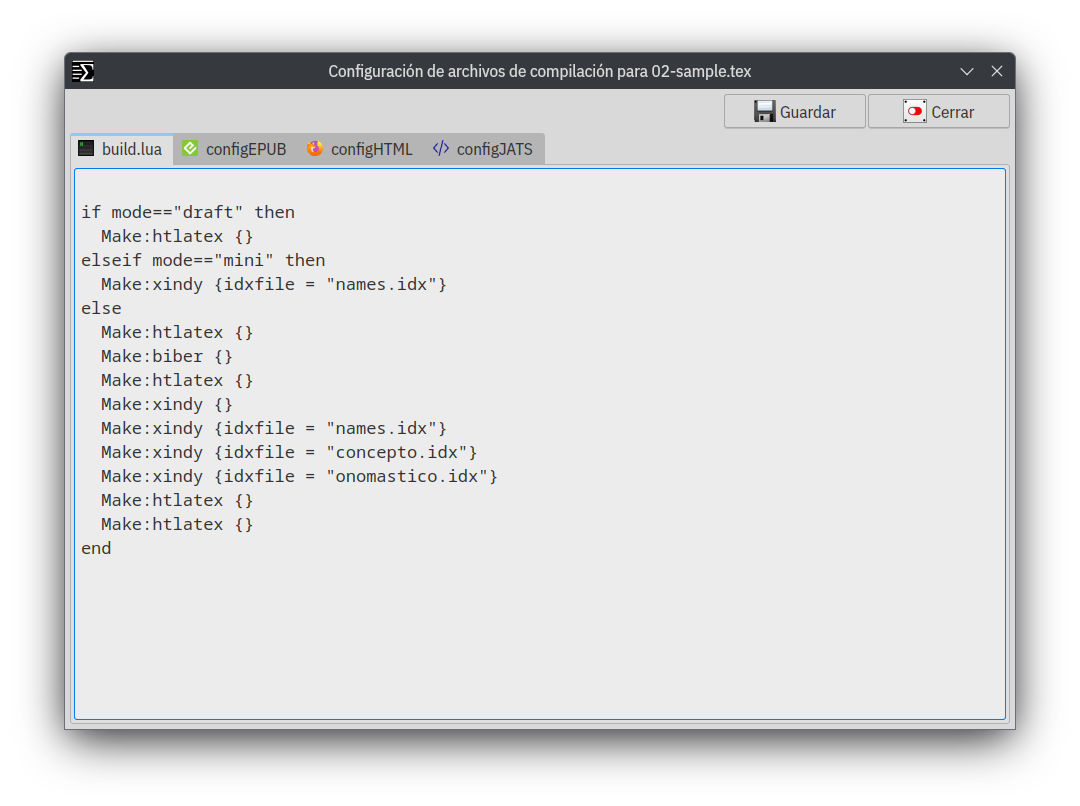 Configuración de archivos de compilación para 02-sample.tex
Guardar Cerrar
build.lua configEPUB configHTML configJATS
if mode=="draft" then
  Make:htlatex {}
elseif mode=="mini" then
  Make:xindy {idxfile = "names.idx"}
else
  Make:htlatex {}
  Make:biber {}
  Make:htlatex {}
  Make:xindy {}
  Make:xindy {idxfile = "names.idx"}
  Make:xindy {idxfile = "concepto.idx"}
  Make:xindy {idxfile = "onomastico.idx"}
  Make:htlatex {}
  Make:htlatex {}
end